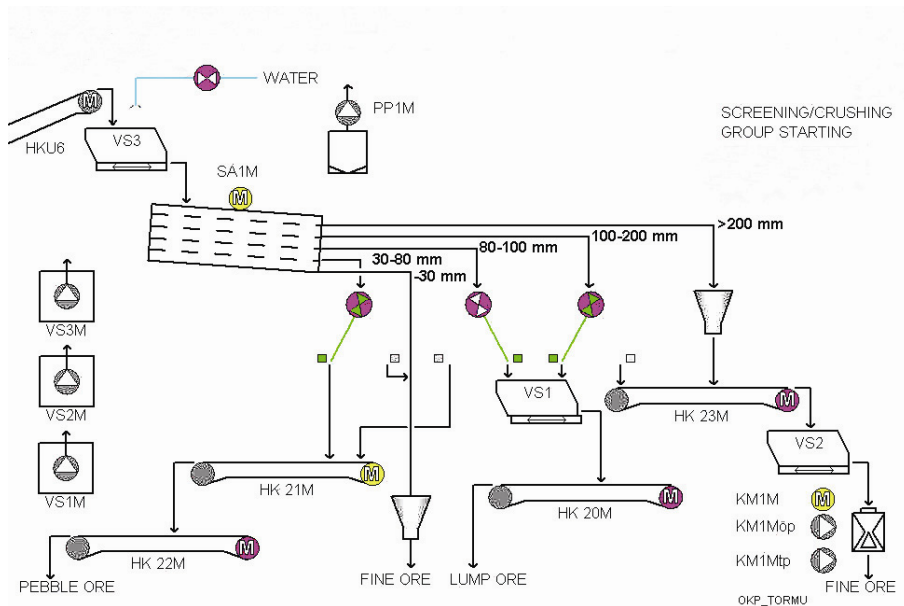 WATER
PP1M
SCREENING/CRUSHING
GROUP STARTING
M
HKU6
VS3
SÁ1M
M
>200 mm
100-200 mm
80-100 mm
30-80 mm
-30 mm
VS3M
VS2M
VS1M
VS1
HK 23M
M
VS2
HK 21M
M
HK 20M
M
HK 22M
M
KM1M
M
KM1Möp
KM1Mtp
PEBBLE ORE
FINE ORE
LUMP ORE
FINE ORE
OKP_TORMU